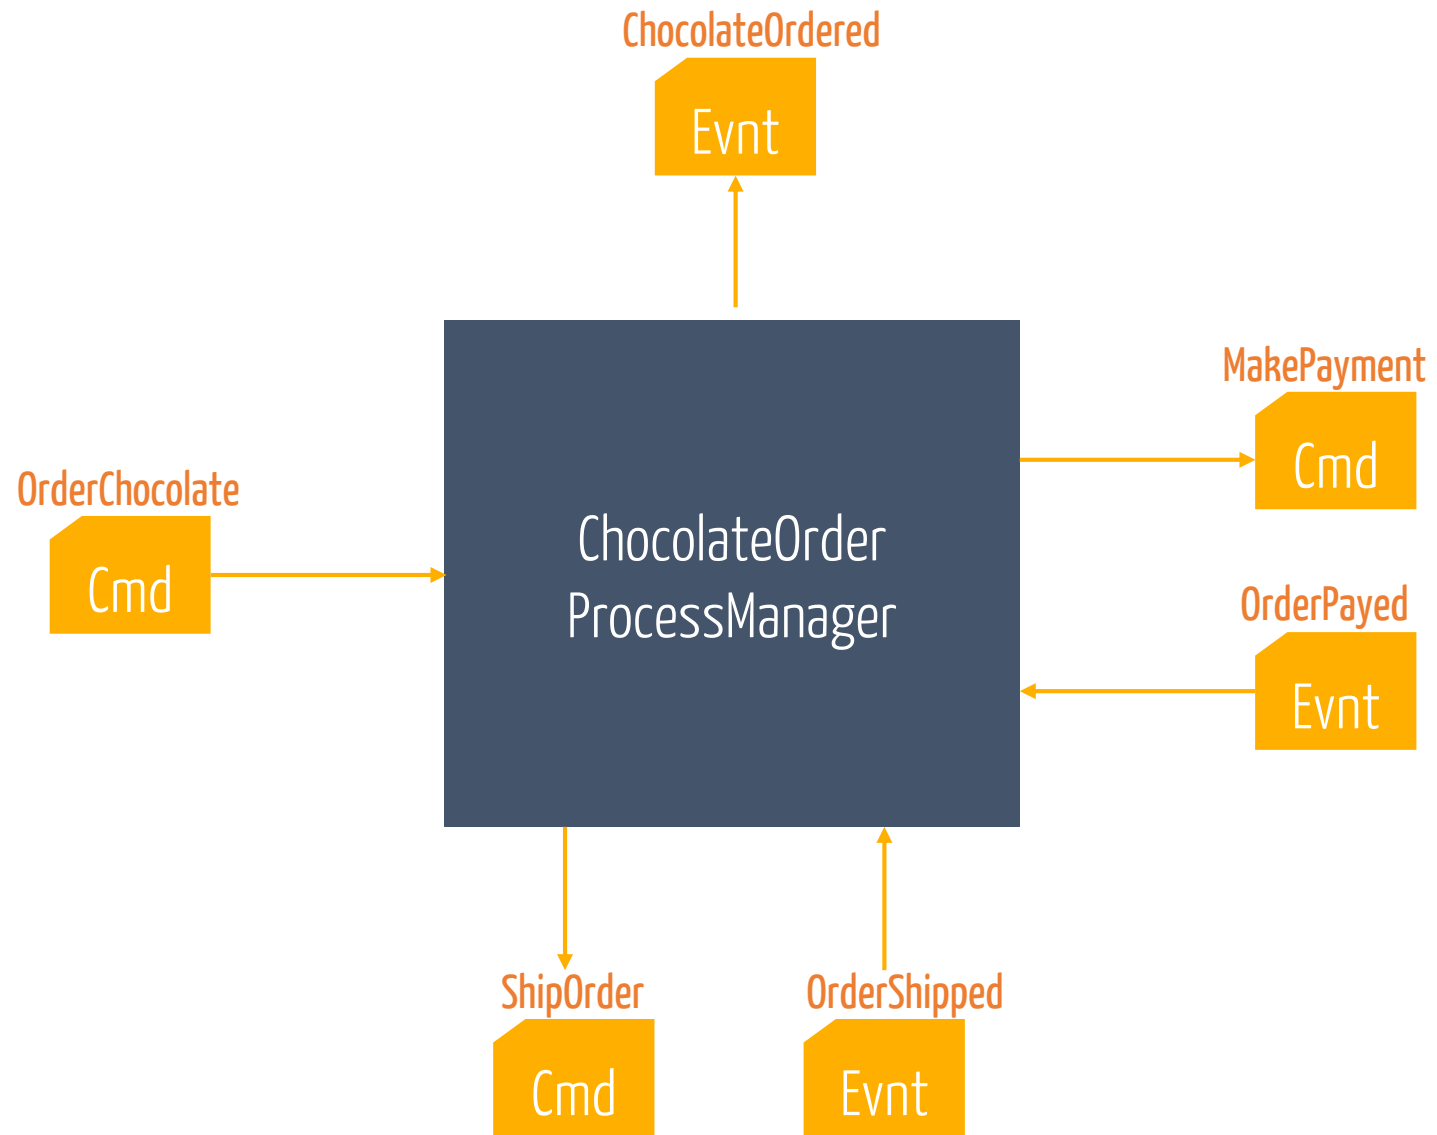 ChocolateOrdered
Evnt
MakePayment
Cmd
OrderChocolate
Cmd
ChocolateOrder
ProcessManager
OrderPayed
Evnt
ShipOrder
Cmd
OrderShipped
Evnt